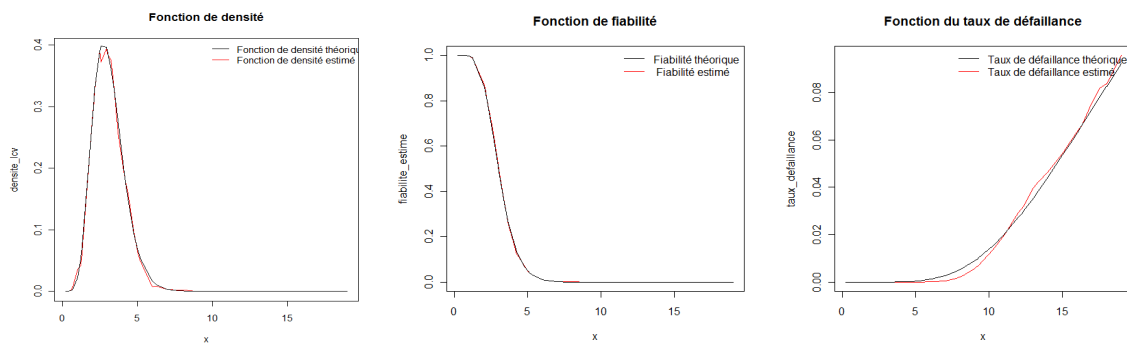 Fonction de densité
Fonction de densité théoriqu
Fonction de densité estimé
densite_lcv
0.0 0.1 0.2 0.3 0.4
0 5 10 15
x
Fonction de fiabilité
Fiabilité théorique
Fiabilité estimé
fiabilite_estime
0.0 0.2 0.4 0.6 0.8 1.0
0 5 10 15
x
Fonction du taux de défaillance
Taux de défaillance théorique
Taux de défaillance estimé
taux_defaillance
0.00 0.02 0.04 0.06 0.08
0 5 10 15
x